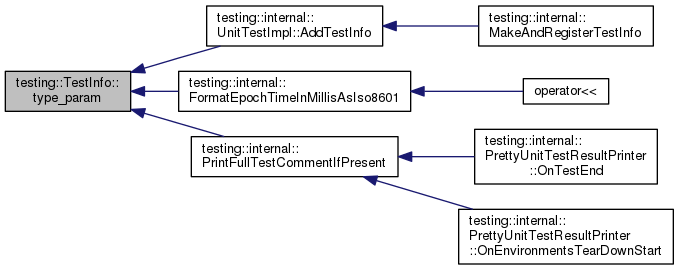 testing::TestInfo::
type_param
testing::internal::
UnitTestImpl::AddTestInfo
testing::internal::
MakeAndRegisterTestInfo
testing::internal::
FormatEpochTimeInMillisAsIso8601
operator<<
testing::internal::
PrintFullTestCommentIfPresent
testing::internal::
PrettyUnitTestResultPrinter
::OnTestEnd
testing::internal::
PrettyUnitTestResultPrinter
::OnEnvironmentsTearDownStart